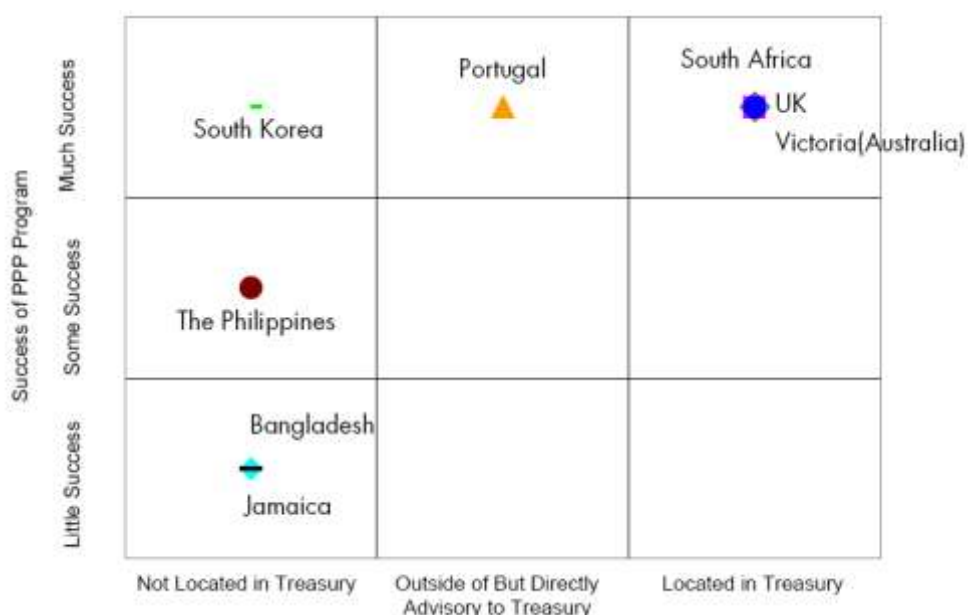 Success of PPP Program
Much Success
Some Success
Little Success
South Korea
Portugal
South Africa
UK
Victoria(Australia)
The Philippines
Bangladesh
Jamaica
Not Located in Treasury
Outside of But Directly
Advisory to Treasury
Located in Treasury